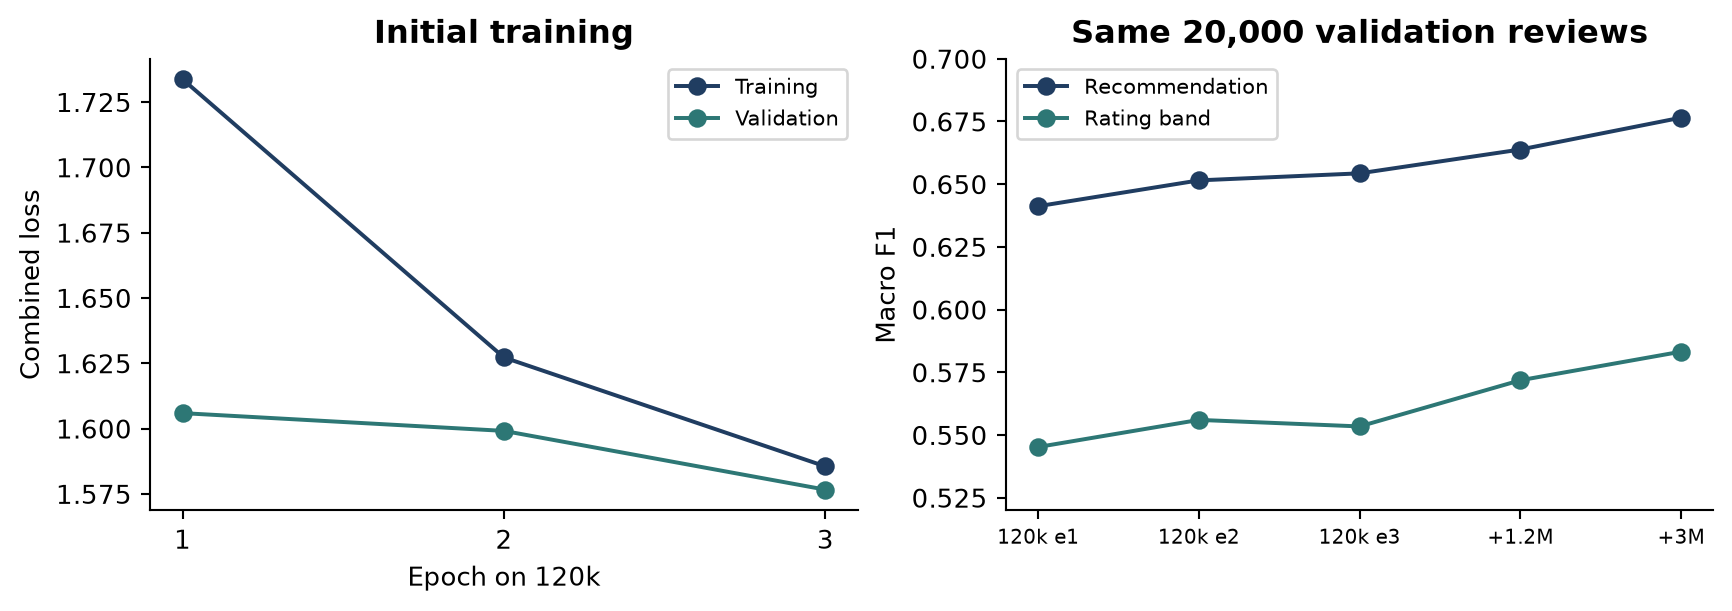 Initial training
Combined loss
1.725
1.700
1.675
1.650
1.625
1.600
1.575
Training
Validation
1
2
3
Epoch on 120k
Same 20,000 validation reviews
Macro F1
0.700
0.675
0.650
0.625
0.600
0.575
0.550
0.525
Recommendation
Rating band
120k e1
120k e2
120k e3
+1.2M
+3M